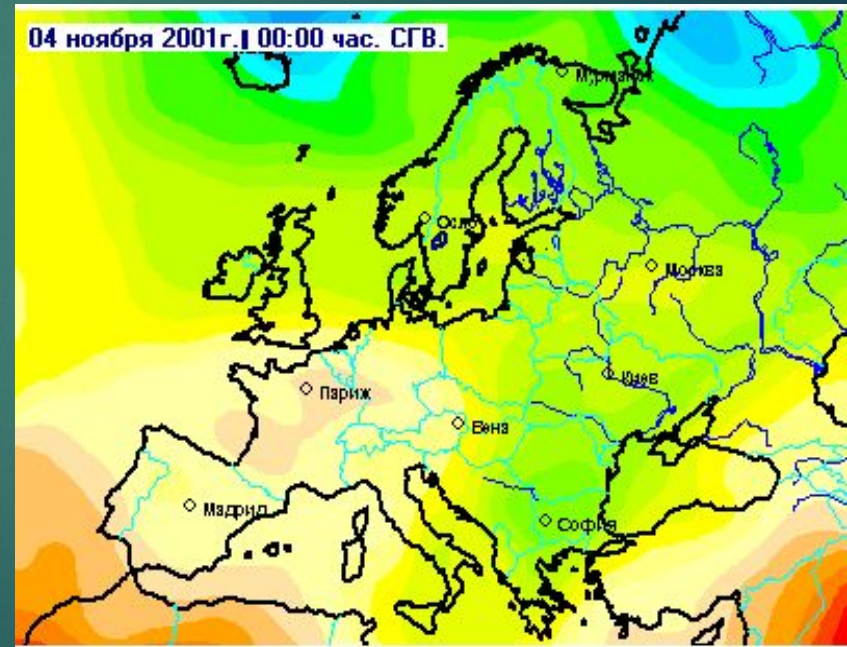 04 ноября 2001г. 00:00 час. СГВ.
Мурманск
Осло
Москва
Киев
Париж
Вена
Мадрид
София